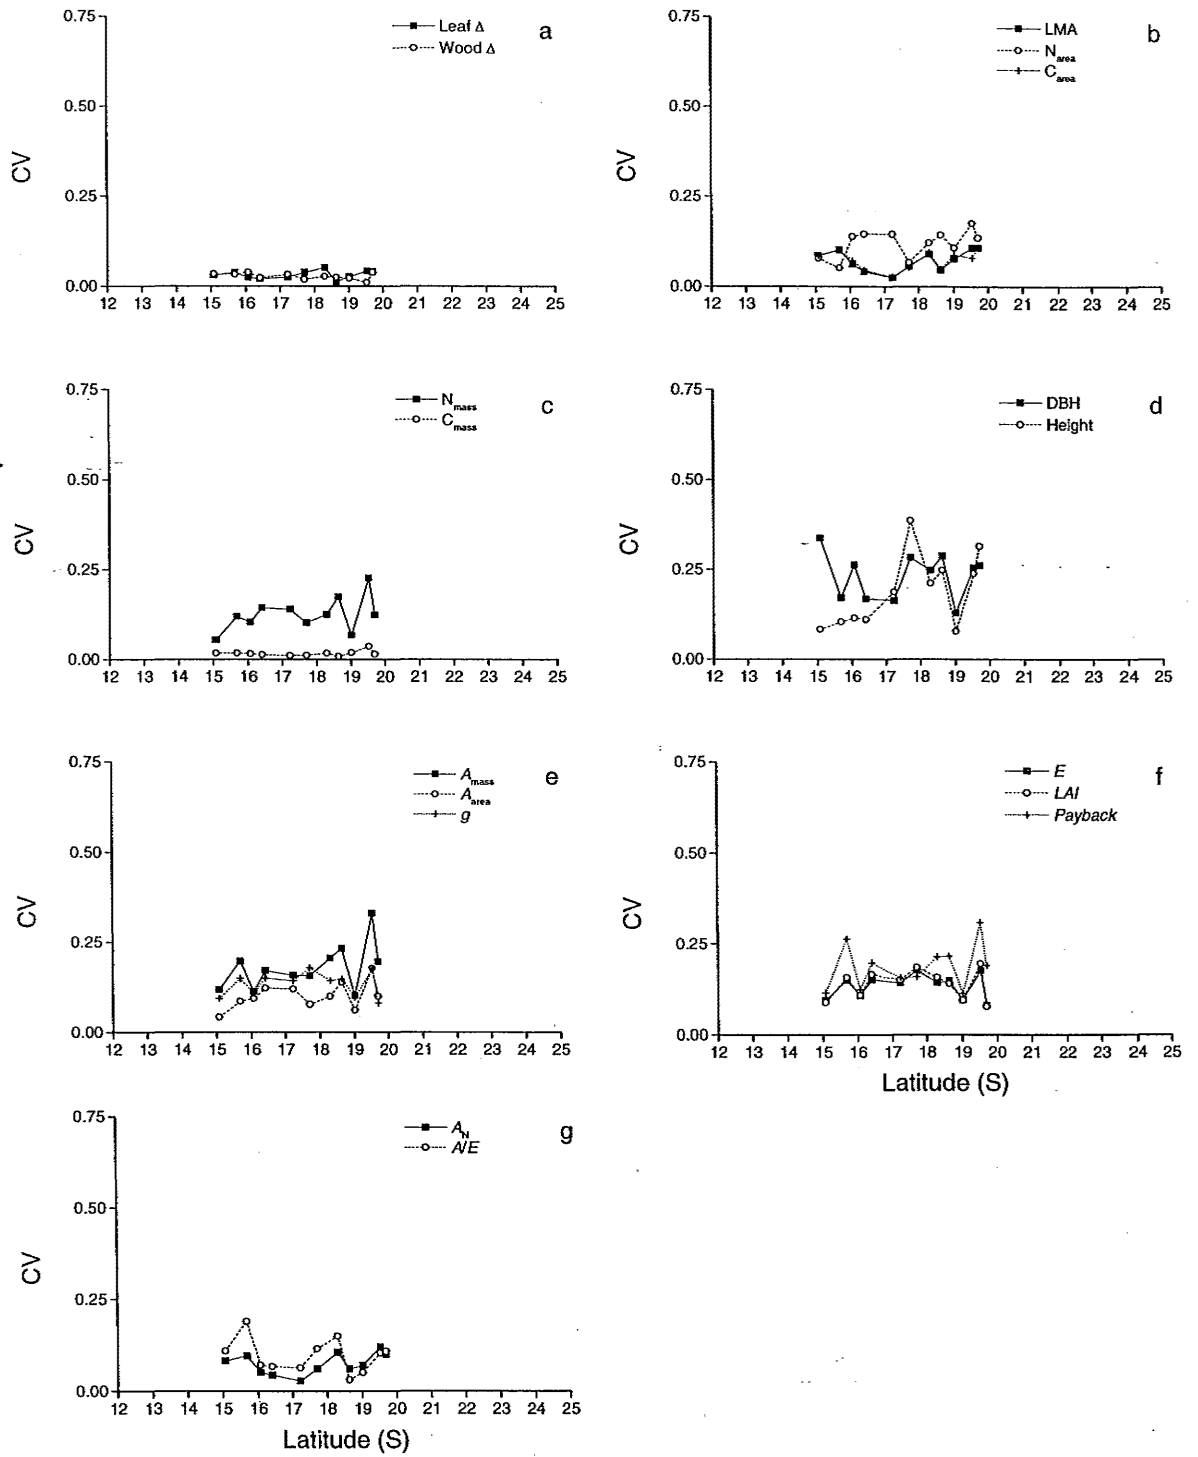 0.75
Leaf Δ
Wood Δ
a
0.50
CV
0.25
0.00
12 13 14 15 16 17 18 19 20 21 22 23 24 25
0.75
LMA
N area
C area
b
0.50
CV
0.25
0.00
12 13 14 15 16 17 18 19 20 21 22 23 24 25
0.75
N mass
C mass
c
0.50
CV
0.25
0.00
12 13 14 15 16 17 18 19 20 21 22 23 24 25
0.75
DBH
Height
d
0.50
CV
0.25
0.00
12 13 14 15 16 17 18 19 20 21 22 23 24 25
0.75
A mass
A area
g
e
0.50
CV
0.25
0.00
12 13 14 15 16 17 18 19 20 21 22 23 24 25
0.75
E
LAI
Payback
f
0.50
CV
0.25
0.00
12 13 14 15 16 17 18 19 20 21 22 23 24 25
Latitude (S)
0.75
A N
A/E
g
0.50
CV
0.25
0.00
12 13 14 15 16 17 18 19 20 21 22 23 24 25
Latitude (S)